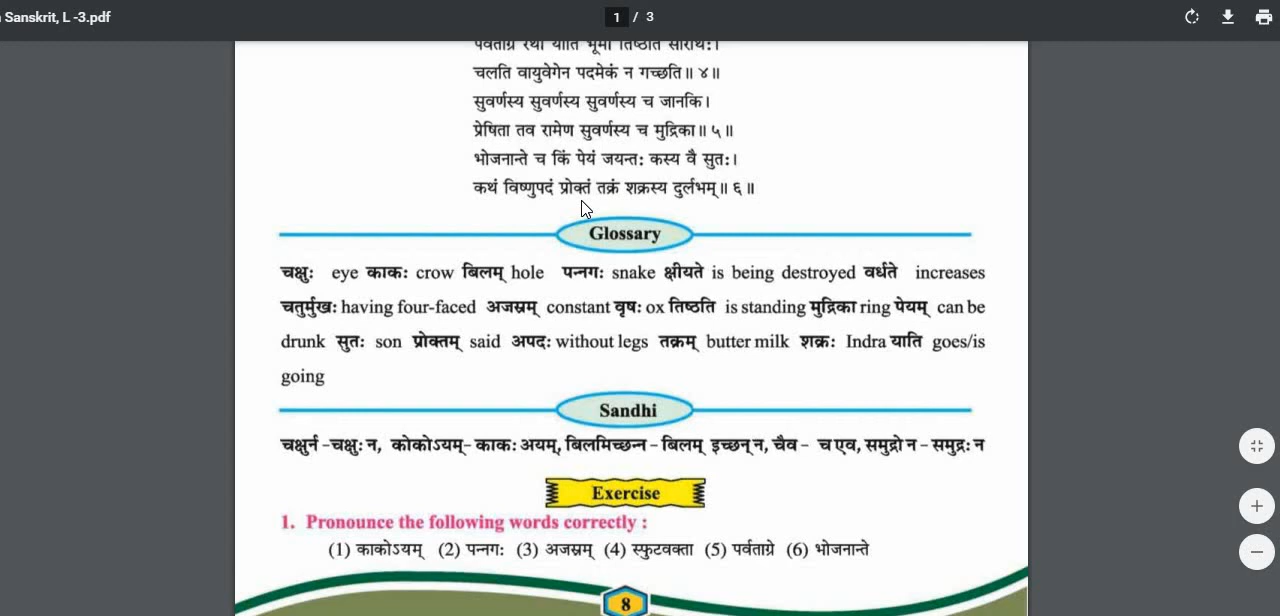 Sanskrit, L -3.pdf
1 / 3
पर्वताग्रे रथो याति भूमौ तिष्ठति सारथिः।
चलति वायुवेगेन पदमेकं न गच्छति॥ ४॥
सुवर्णस्य सुवर्णस्य सुवर्णस्य च जानकि।
प्रेषिता तव रामेण सुवर्णस्य च मुद्रिका॥ ५॥
भोजनान्ते च किं पेयं जयन्तः कस्य वै सुतः।
कथं विष्णुपदं प्रोक्तं तक्रं शक्रस्य दुर्लभम्॥ ६॥
Glossary
चक्षुः eye काकः crow बिलम् hole पन्नगः snake क्षीयते is being destroyed वर्धते increases
चतुर्मुखः having four-faced अजस्रम् constant वृषः ox तिष्ठति is standing मुद्रिका ring पेयम् can be
drunk सुतः son प्रोक्तम् said अपदः without legs तक्रम् butter milk शक्रः Indra याति goes/is
going
Sandhi
चक्षुर्न -चक्षुः न, कोकोऽयम्- काकः अयम्, बिलमिच्छन्न - बिलम् इच्छन् न, चैव - च एव, समुद्रो न - समुद्रः न
Exercise
1. Pronounce the following words correctly :
(1) काकोऽयम् (2) पन्नगः (3) अजस्रम् (4) स्फुटवक्ता (5) पर्वताग्रे (6) भोजनान्ते
8